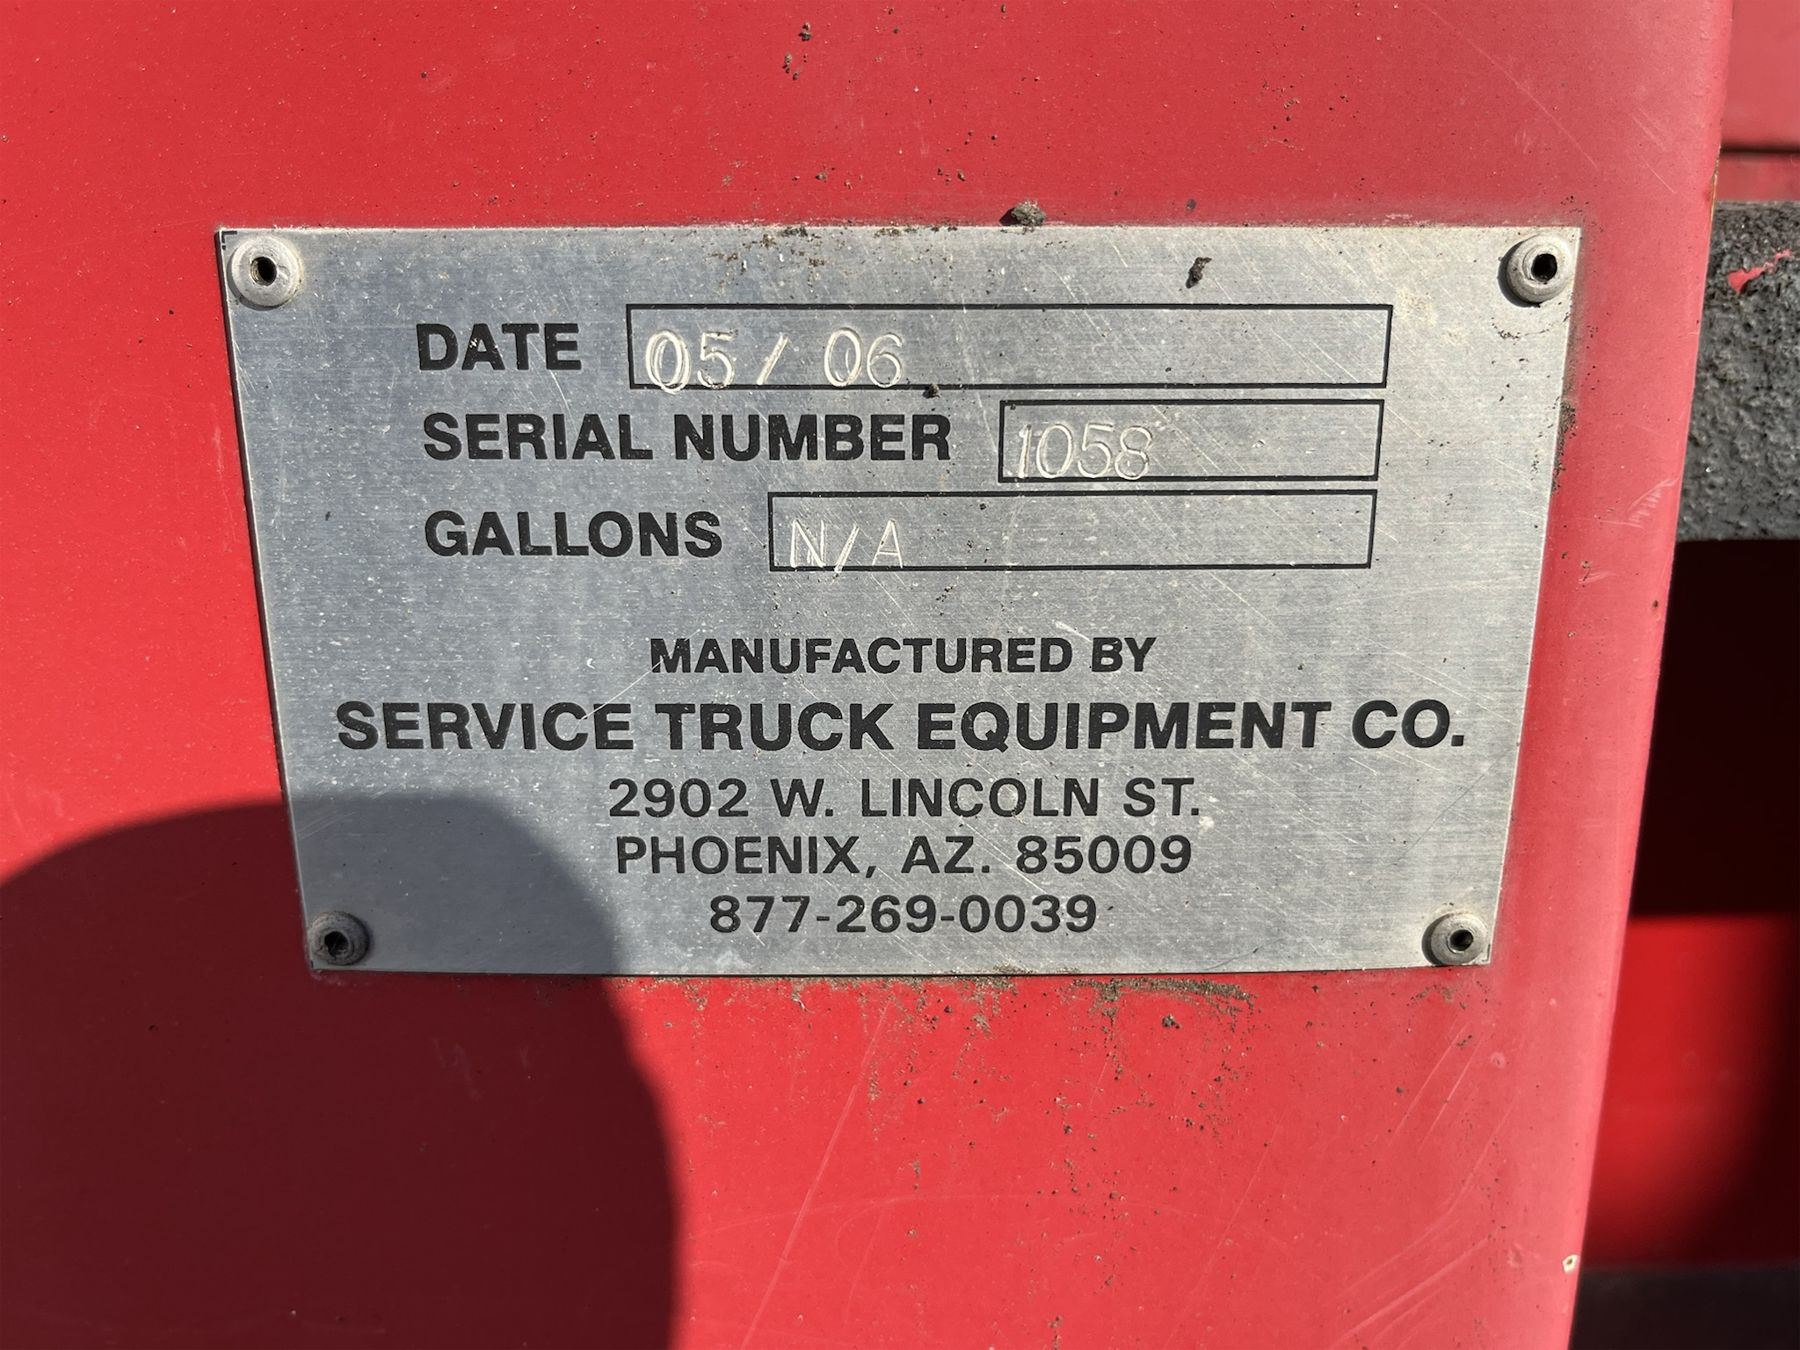 DATE 05/06
SERIAL NUMBER 1058
GALLONS N/A
MANUFACTURED BY
SERVICE TRUCK EQUIPMENT CO.
2902 W. LINCOLN ST.
PHOENIX, AZ. 85009
877-269-0039